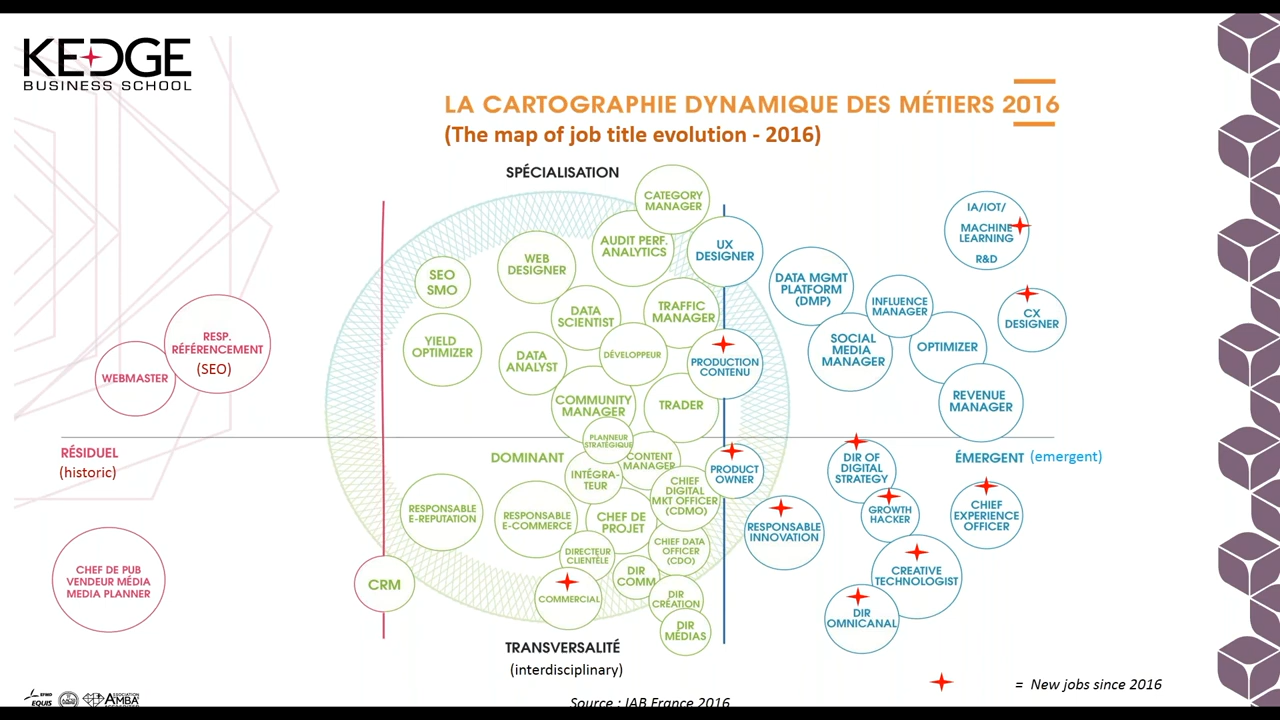 KEDGE
BUSINESS SCHOOL
LA CARTOGRAPHIE DYNAMIQUE DES MÉTIERS 2016
(The map of job title evolution - 2016)
SPÉCIALISATION
CATEGORY
MANAGER
AUDIT PERF.
ANALYTICS
UX
DESIGNER
WEB
DESIGNER
SEO
SMO
DATA
SCIENTIST
TRAFFIC
MANAGER
YIELD
OPTIMIZER
DATA
ANALYST
DÉVELOPPEUR
PRODUCTION
CONTENU
COMMUNITY
MANAGER
TRADER
IA/IOT/
MACHINE
LEARNING
R&D
DATA MGMT
PLATFORM
(DMP)
INFLUENCE
MANAGER
CX
DESIGNER
SOCIAL
MEDIA
MANAGER
OPTIMIZER
REVENUE
MANAGER
RESP.
RÉFÉRENCEMENT
(SEO)
WEBMASTER
RÉSIDUEL
(historic)
DOMINANT
ÉMERGENT (emergent)
PLANNEUR
STRATÉGIQUE
CONTENT
MANAGER
INTÉGRA-
TEUR
PRODUCT
OWNER
CHIEF
DIGITAL
MKT OFFICER
(CDMO)
RESPONSABLE
E-REPUTATION
RESPONSABLE
E-COMMERCE
CHEF DE
PROJET
RESPONSABLE
INNOVATION
CHIEF DATA
OFFICER
(CDO)
DIRECTEUR
CLIENTÈLE
DIR
COMM
COMMERCIAL
DIR
CRÉATION
DIR
MÉDIAS
CRM
CHEF DE PUB
VENDEUR MÉDIA
MEDIA PLANNER
DIR OF
DIGITAL
STRATEGY
GROWTH
HACKER
CHIEF
EXPERIENCE
OFFICER
CREATIVE
TECHNOLOGIST
DIR
OMNICANAL
TRANSVERSALITÉ
(interdisciplinary)
= New jobs since 2016
EFMD
EQUIS
ASSOCIATION
AMBA
Source : IAB France 2016